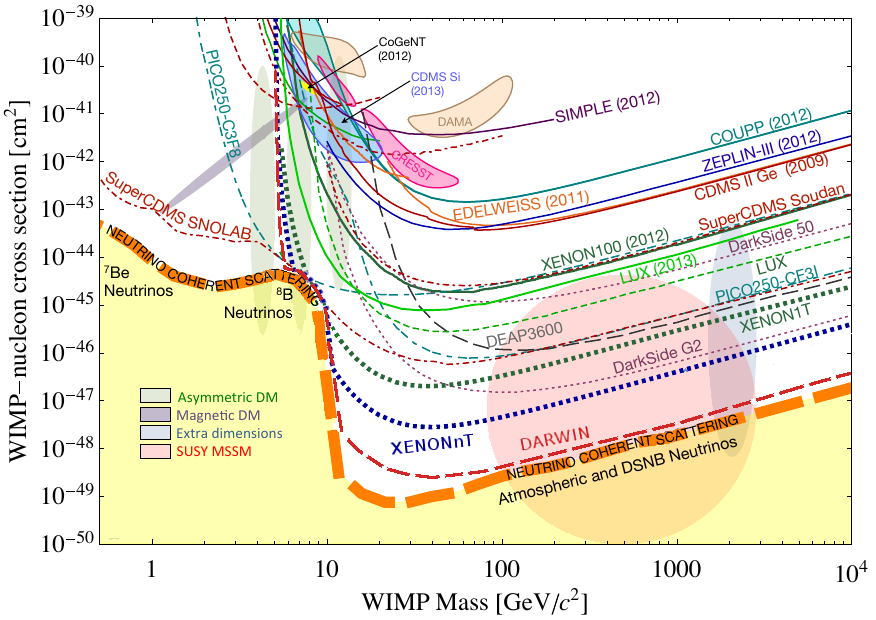 10−39
10−40
10−41
10−42
10−43
10−44
10−45
10−46
10−47
10−48
10−49
10−50
WIMP−nucleon cross section [cm2]
CoGeNT
(2012)
CDMS Si
(2013)
PICO250-C3F8
DAMA
SIMPLE (2012)
COUPP (2012)
CRESST
ZEPLIN-III (2012)
CDMS II Ge (2009)
EDELWEISS (2011)
SuperCDMS SNOLAB
SuperCDMS Soudan
XENON100 (2012)
DarkSide 50
LUX (2013)
LUX
PICO250-CF3I
NEUTRINO COHERENT SCATTERING
7Be
Neutrinos
8B
Neutrinos
DEAP3600
XENON1T
DarkSide G2
Asymmetric DM
Magnetic DM
Extra dimensions
SUSY MSSM
XENONnT
DARWIN
NEUTRINO COHERENT SCATTERING
Atmospheric and DSNB Neutrinos
1
10
100
1000
104
WIMP Mass [GeV/c2]